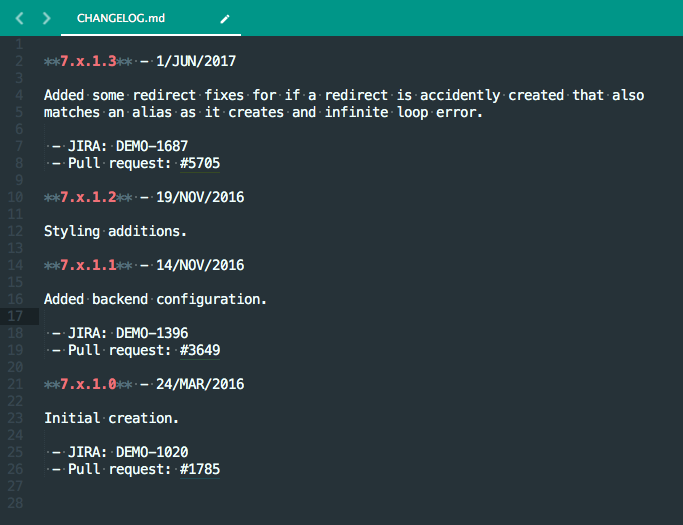 CHANGELOG.md
1
2 **7.x.1.3** - 1/JUN/2017
3
4 Added some redirect fixes for if a redirect is accidently created that also
5 matches an alias as it creates and infinite loop error.
6
7 - JIRA: DEMO-1687
8 - Pull request: #5705
9
10 **7.x.1.2** - 19/NOV/2016
11
12 Styling additions.
13
14 **7.x.1.1** - 14/NOV/2016
15
16 Added backend configuration.
17
18 - JIRA: DEMO-1396
19 - Pull request: #3649
20
21 **7.x.1.0** - 24/MAR/2016
22
23 Initial creation.
24
25 - JIRA: DEMO-1020
26 - Pull request: #1785
27
28